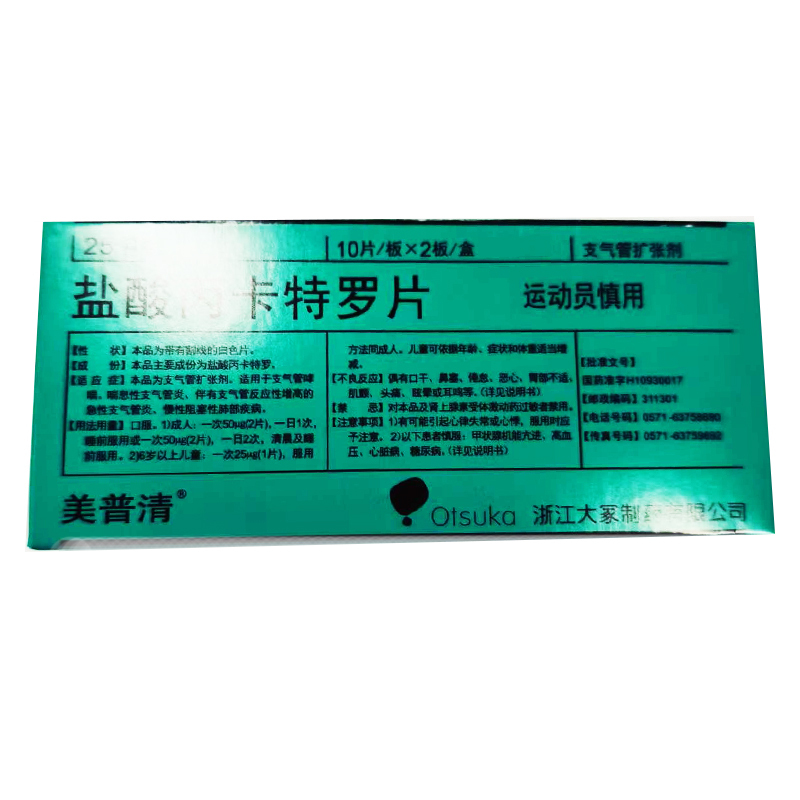 25
10片/板×2板/盒
支气管扩张剂
盐酸丙卡特罗片
运动员慎用
【性 状】本品为带有割线的白色片。
【成 份】本品主要成份为盐酸丙卡特罗。
【适 应 症】本品为支气管扩张剂。适用于支气管哮
喘、喘息性支气管炎、伴有支气管反应性增高的
急性支气管炎、慢性阻塞性肺部疾病。
【用法用量】口服。1)成人：一次50μg(2片)，一日1次，
睡前服用或一次50μg(2片)，一日2次，清晨及睡
前服用。2)6岁以上儿童：一次25μg(1片)，服用
方法同成人。儿童可依据年龄、症状和体重适当增
减。
【不良反应】偶有口干、鼻塞、倦怠、恶心、胃部不适、
肌颤、头痛、眩晕或耳鸣等。(详见说明书)
【禁 忌】对本品及肾上腺素受体激动药过敏者禁用。
【注意事项】1)有可能引起心律失常或心悸，服用时应
予注意。2)以下患者慎服：甲状腺机能亢进、高血
压、心脏病、糖尿病。(详见说明书)
【批准文号】
国药准字H10930017
【邮政编码】311301
【电话号码】0571-63758680
【传真号码】0571-63759692
美普清®
Otsuka 浙江大冢制药有限公司